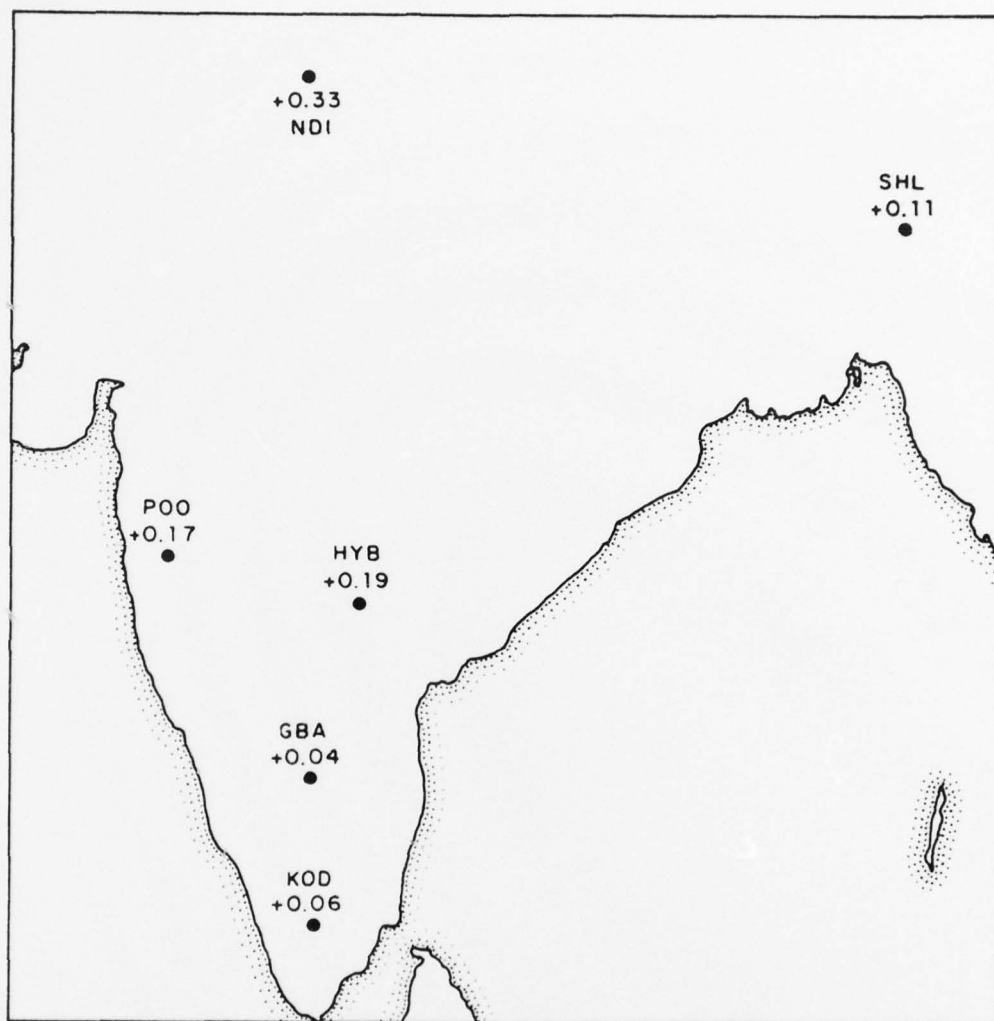 +0.33
NDI
SHL
+0.11
POO
+0.17
HYB
+0.19
GBA
+0.04
KOD
+0.06